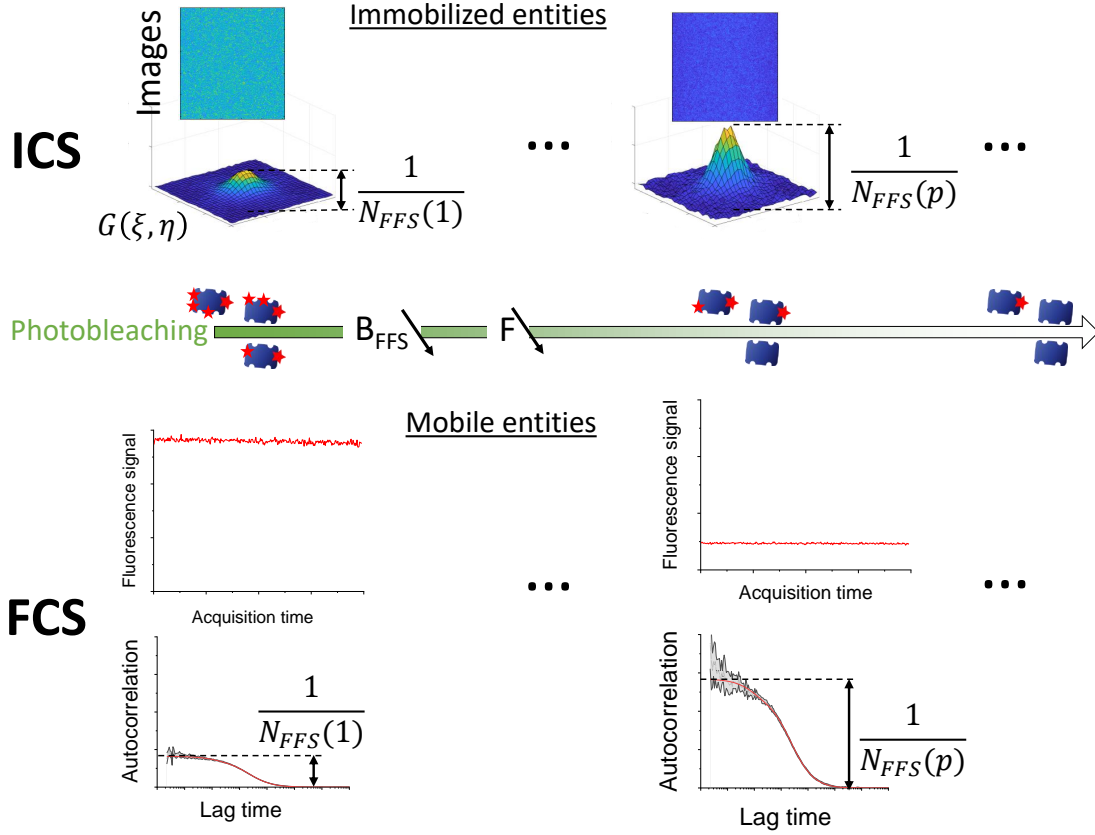 Immobilized entities
Images
ICS
...
...
1
N_FFS(1)
1
N_FFS(p)
G(ξ,η)
Photobleaching
B_FFS
F
Mobile entities
Fluorescence signal
Acquisition time
...
Fluorescence signal
Acquisition time
...
FCS
Autocorrelation
1
N_FFS(1)
Lag time
Autocorrelation
1
N_FFS(p)
Lag time